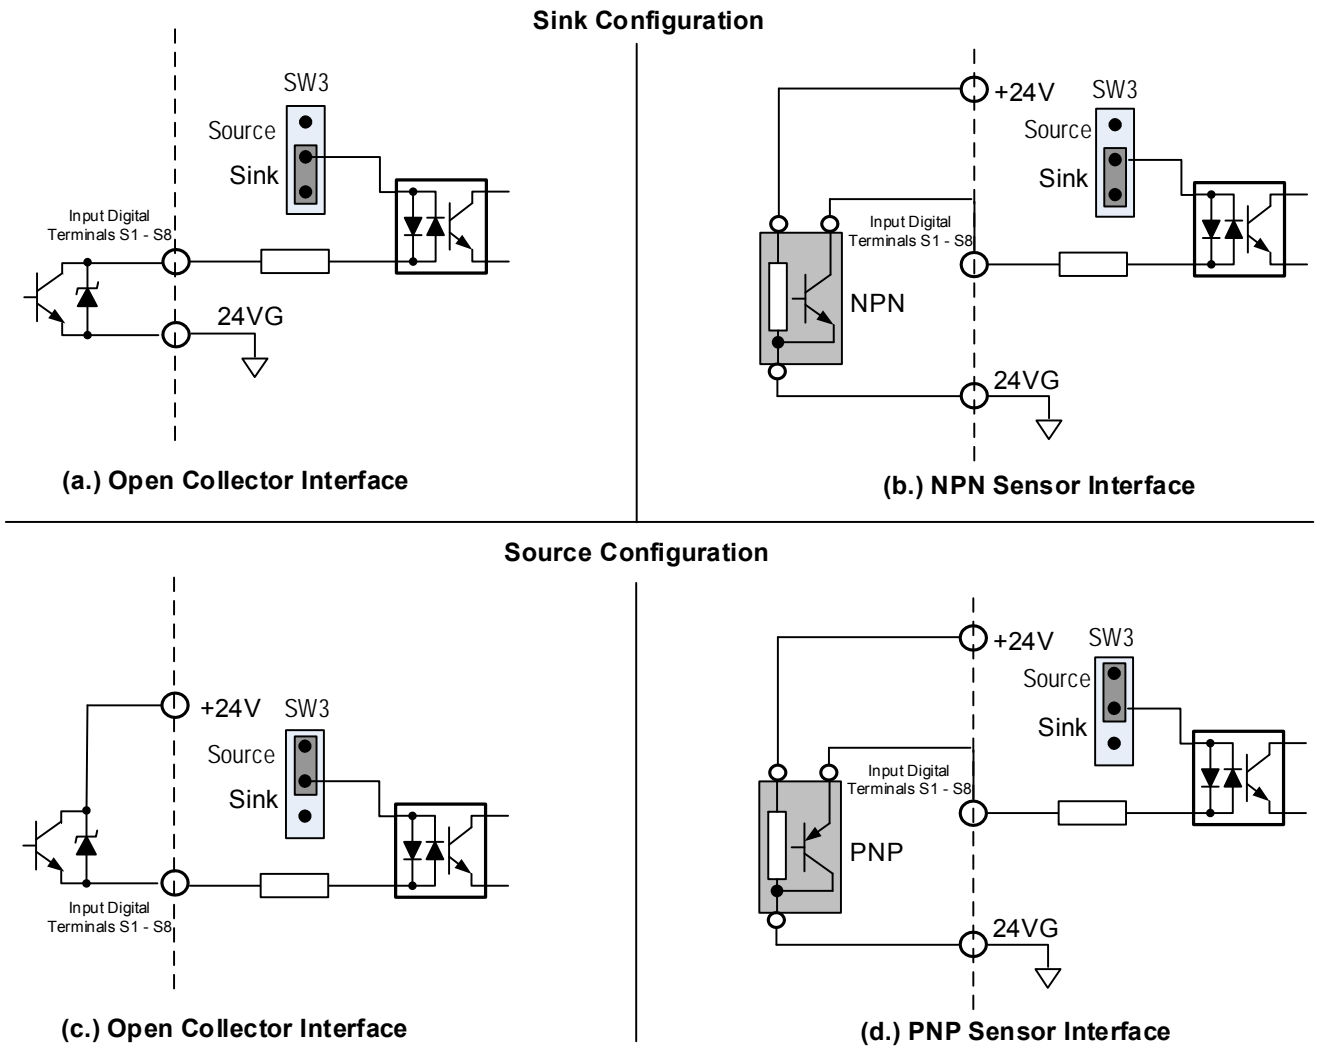 Sink Configuration
SW3
Source
Sink
Input Digital
Terminals S1 - S8
24VG
(a.) Open Collector Interface
+24V
SW3
Source
Sink
Input Digital
Terminals S1 - S8
NPN
24VG
(b.) NPN Sensor Interface
Source Configuration
+24V
SW3
Source
Sink
Input Digital
Terminals S1 - S8
(c.) Open Collector Interface
+24V
SW3
Source
Sink
Input Digital
Terminals S1 - S8
PNP
24VG
(d.) PNP Sensor Interface